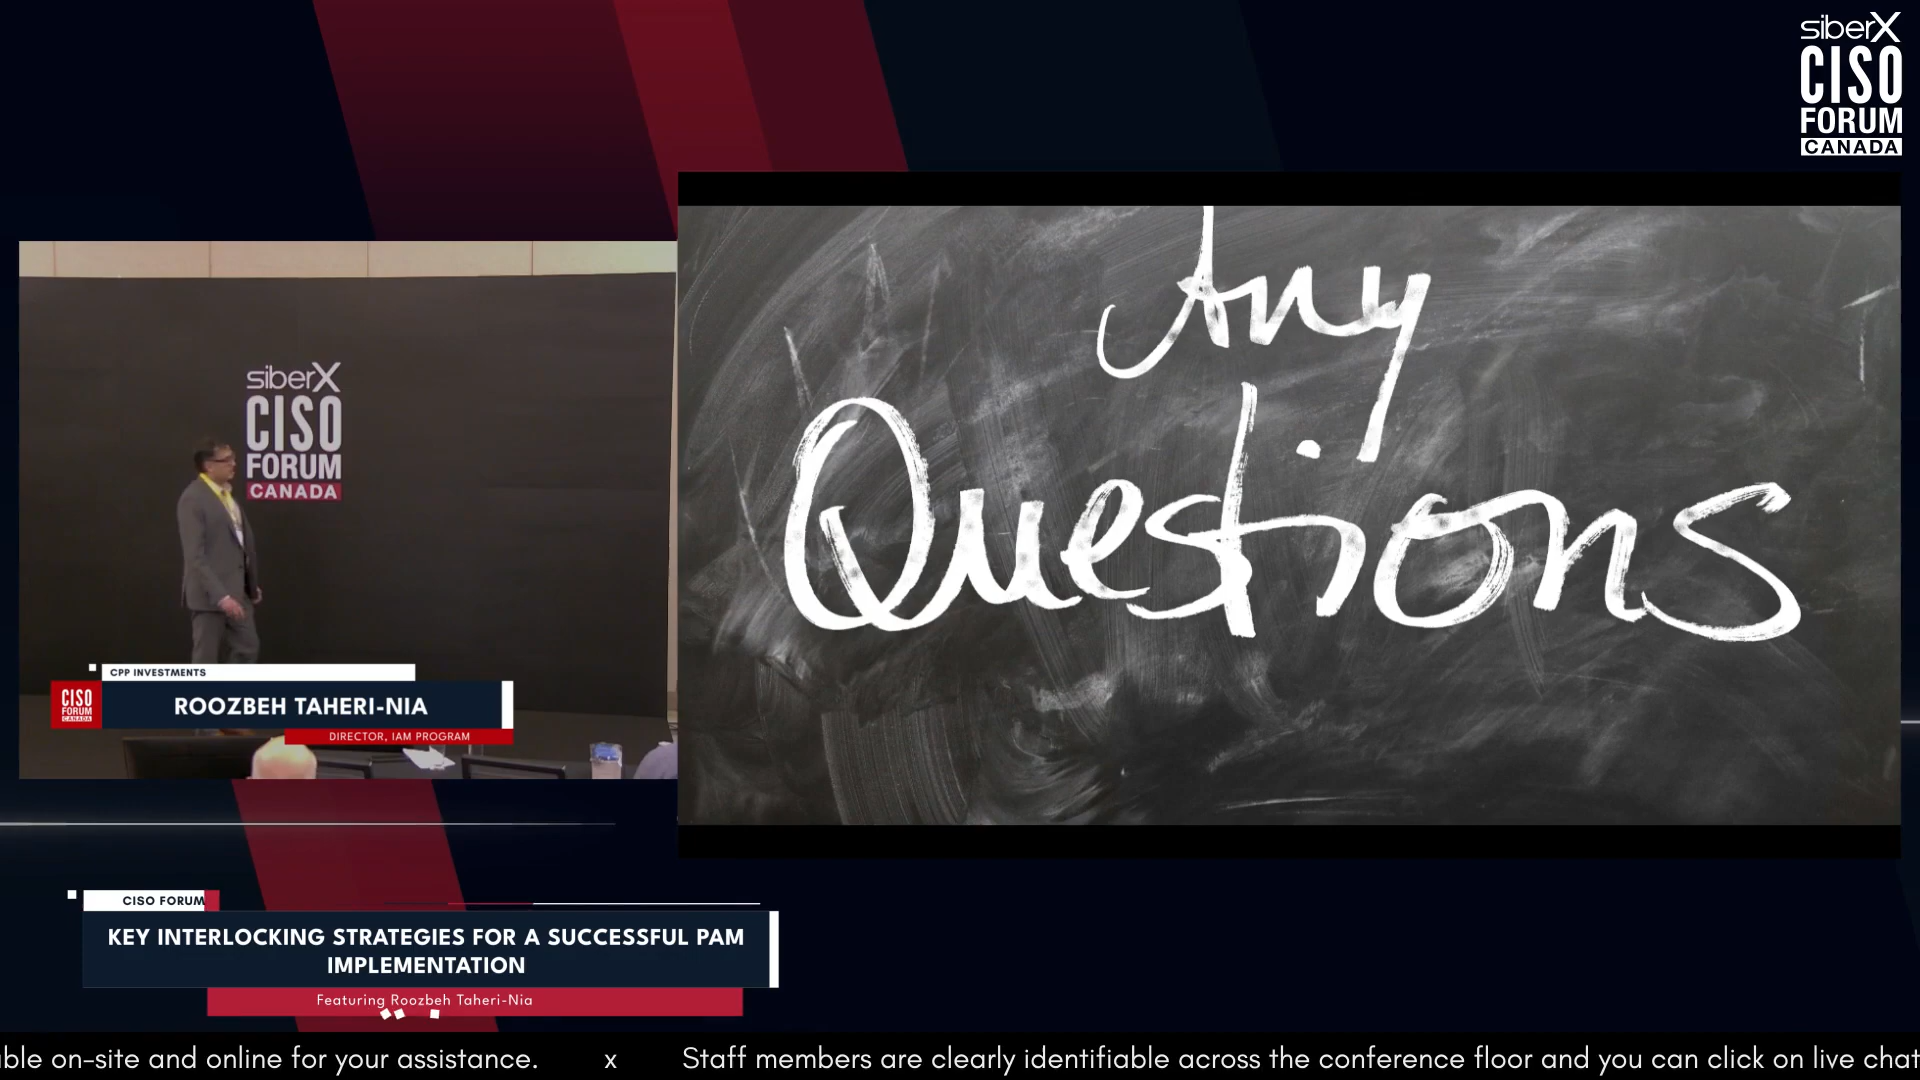 siberX
CISO
FORUM
CANADA
siberX
CISO
FORUM
CANADA
Any
Questions
CPP INVESTMENTS
CISO
FORUM
CANADA
ROOZBEH TAHERI-NIA
DIRECTOR, IAM PROGRAM
CISO FORUM
KEY INTERLOCKING STRATEGIES FOR A SUCCESSFUL PAM
IMPLEMENTATION
Featuring Roozbeh Taheri-Nia
ble on-site and online for your assistance. x Staff members are clearly identifiable across the conference floor and you can click on live chat